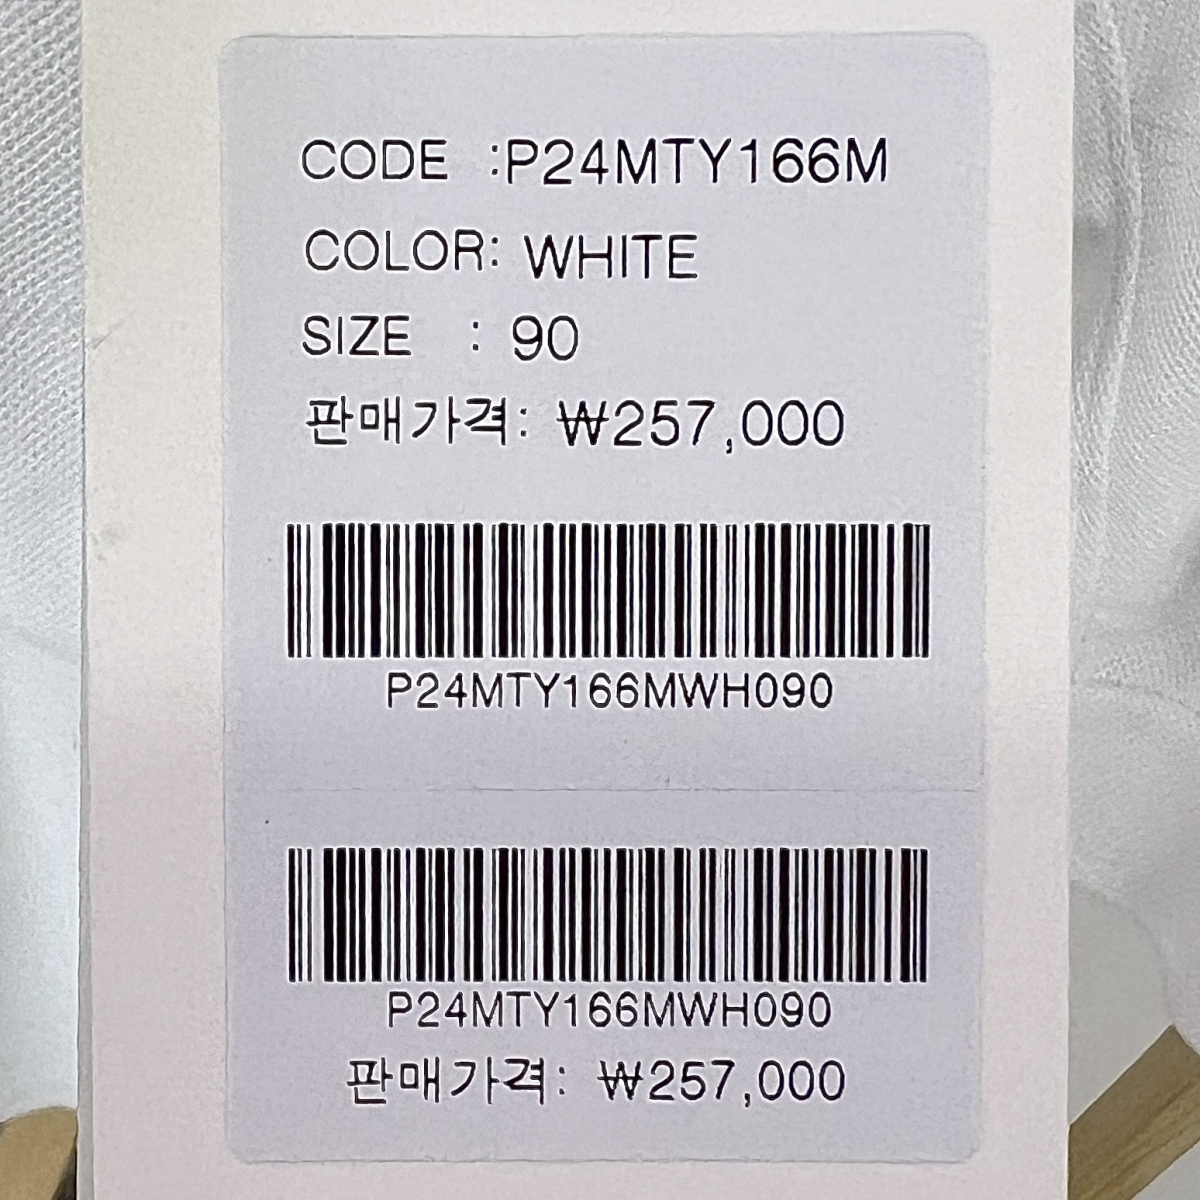 CODE :P24MTY166M
COLOR: WHITE
SIZE : 90
판매가격: ₩257,000
P24MTY166MWH090
P24MTY166MWH090
판매가격: ₩257,000